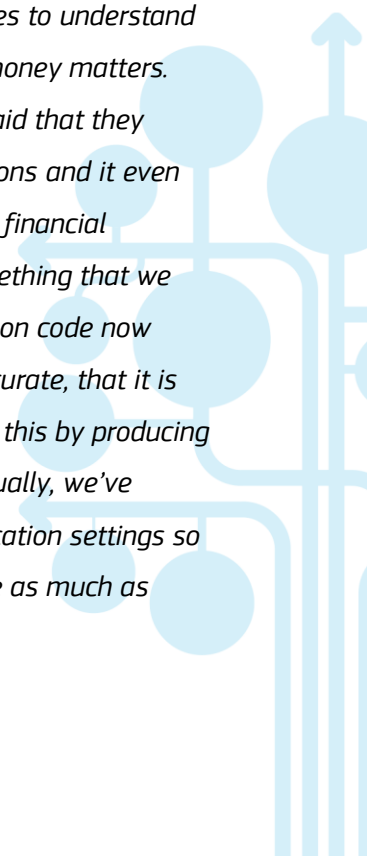 es to understand
money matters.
aid that they
ons and it even
financial
ething that we
on code now
urate, that it is
this by producing
ually, we've
ation settings so
e as much as